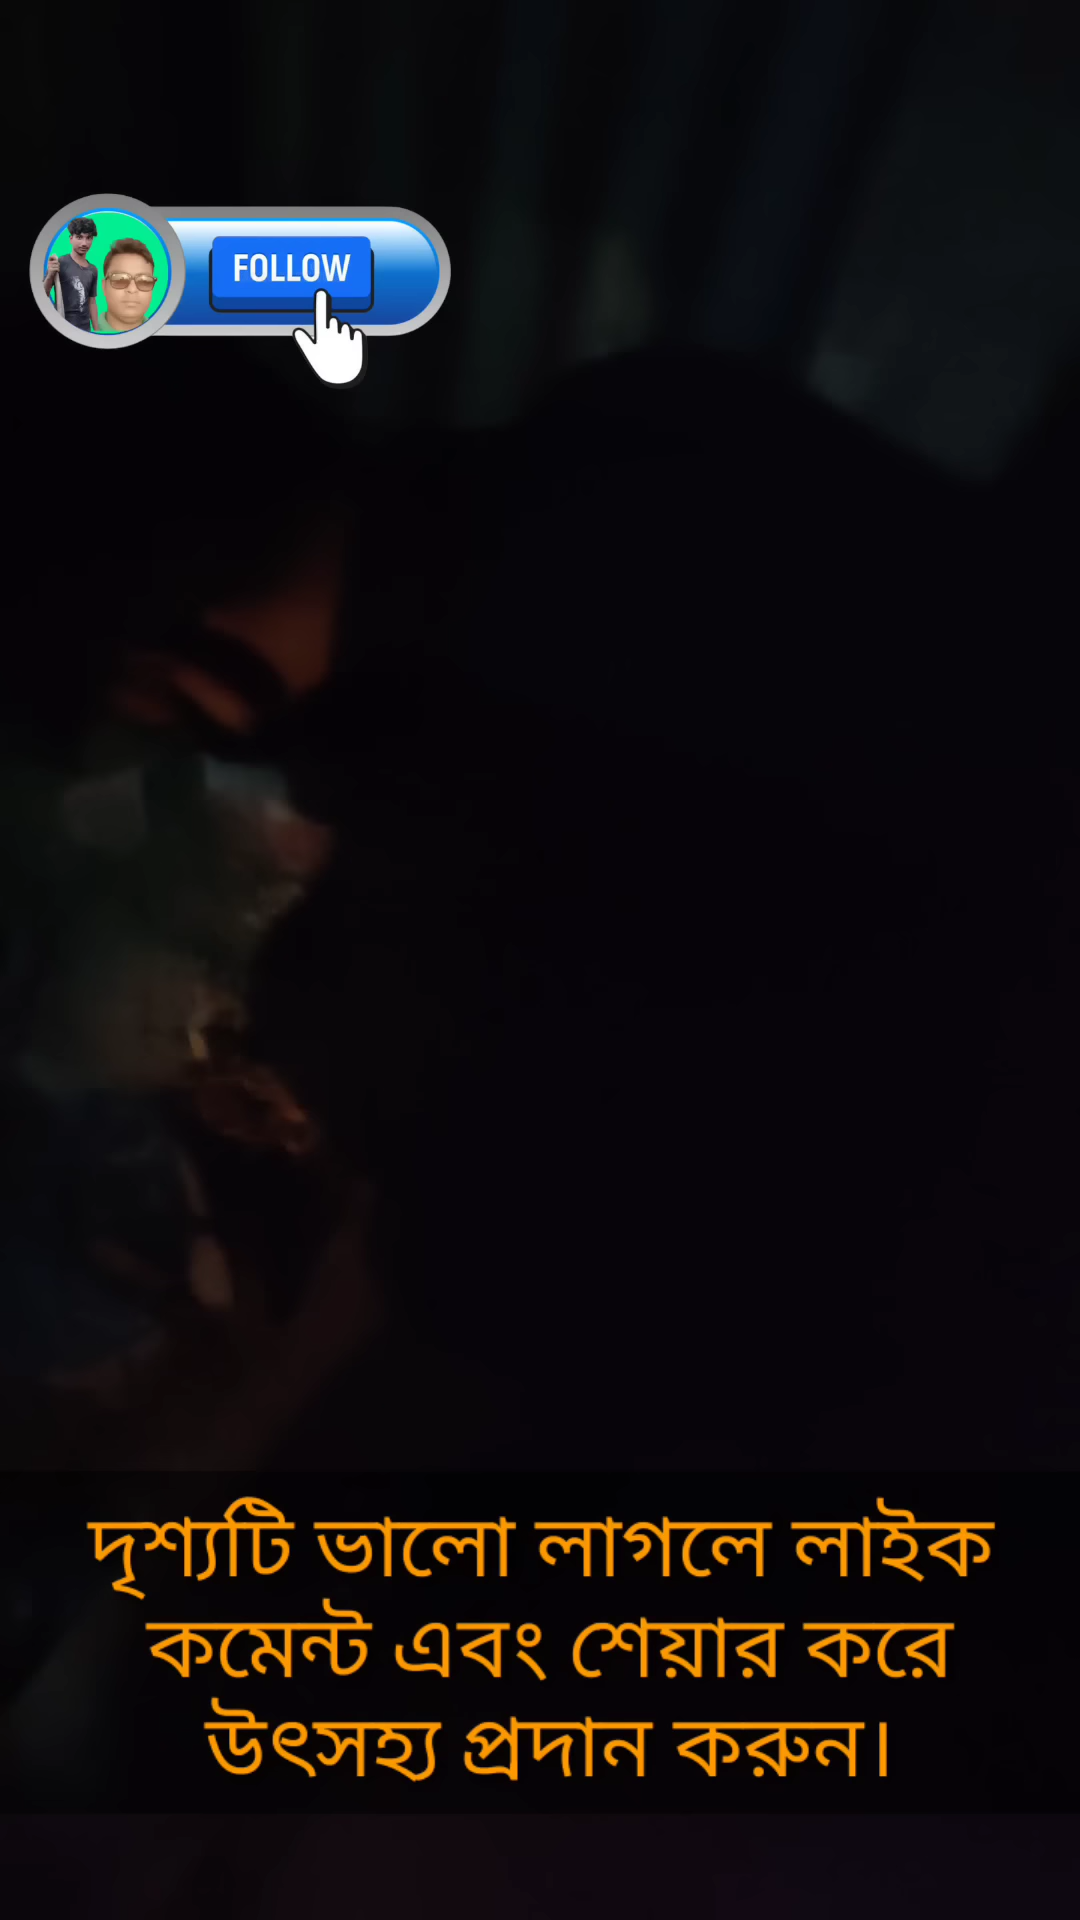 FOLLOW
দৃশ্যটি ভালো লাগলে লাইক
কমেন্ট এবং শেয়ার করে
উৎসহ্য প্রদান করুন।